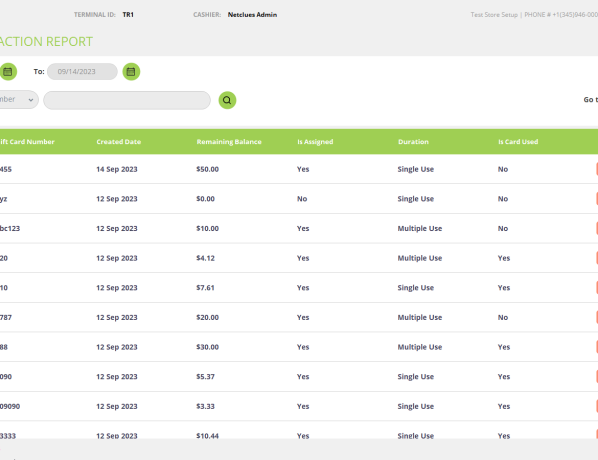 TERMINAL ID: TR1 CASHIER: Netclues Admin Test Store Setup | PHONE # +1(345)946-000
ACTION REPORT
To: 09/14/2023
mber
Go t
ift Card Number Created Date Remaining Balance Is Assigned Duration Is Card Used
455 14 Sep 2023 $50.00 Yes Single Use No
yz 12 Sep 2023 $0.00 No Single Use No
bc123 12 Sep 2023 $10.00 Yes Multiple Use No
20 12 Sep 2023 $4.12 Yes Multiple Use Yes
10 12 Sep 2023 $7.61 Yes Single Use Yes
787 12 Sep 2023 $20.00 Yes Multiple Use No
88 12 Sep 2023 $30.00 Yes Multiple Use Yes
090 12 Sep 2023 $5.37 Yes Single Use Yes
09090 12 Sep 2023 $3.33 Yes Single Use Yes
3333 12 Sep 2023 $10.44 Yes Single Use Yes